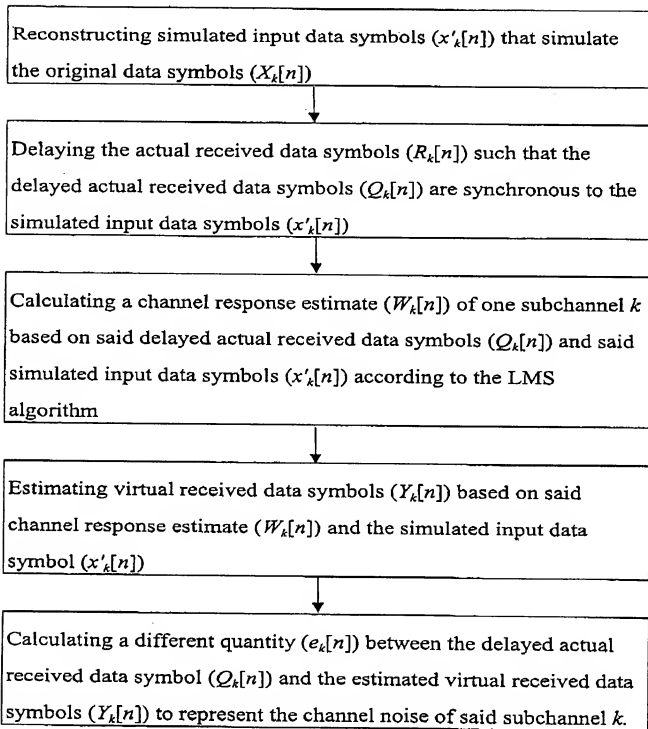 Reconstructing simulated input data symbols (x'k[n]) that simulate
the original data symbols (Xk[n])
Delaying the actual received data symbols (Rk[n]) such that the
delayed actual received data symbols (Qk[n]) are synchronous to the
simulated input data symbols (x'k[n])
Calculating a channel response estimate (Wk[n]) of one subchannel k
based on said delayed actual received data symbols (Qk[n]) and said
simulated input data symbols (x'k[n]) according to the LMS
algorithm
Estimating virtual received data symbols (Yk[n]) based on said
channel response estimate (Wk[n]) and the simulated input data
symbol (x'k[n])
Calculating a different quantity (ek[n]) between the delayed actual
received data symbol (Qk[n]) and the estimated virtual received data
symbols (Yk[n]) to represent the channel noise of said subchannel k.